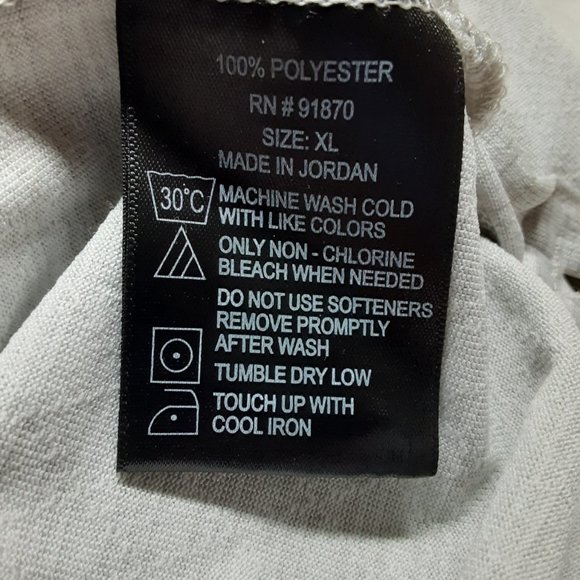 100% POLYESTER
RN # 91870
SIZE: XL
MADE IN JORDAN
30°C MACHINE WASH COLD
WITH LIKE COLORS
ONLY NON - CHLORINE
BLEACH WHEN NEEDED
DO NOT USE SOFTENERS
REMOVE PROMPTLY
AFTER WASH
TUMBLE DRY LOW
TOUCH UP WITH
COOL IRON